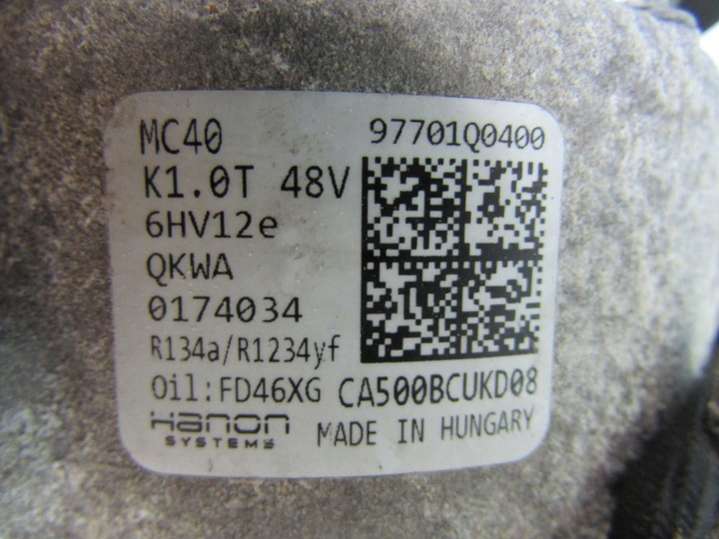 MC40
97701Q0400
K1.0T 48V
6HV12e
QKWA
0174034
R134a/R1234yf
Oil:FD46XG CA500BCUKD08
Hanon
SYSTEMS
MADE IN HUNGARY